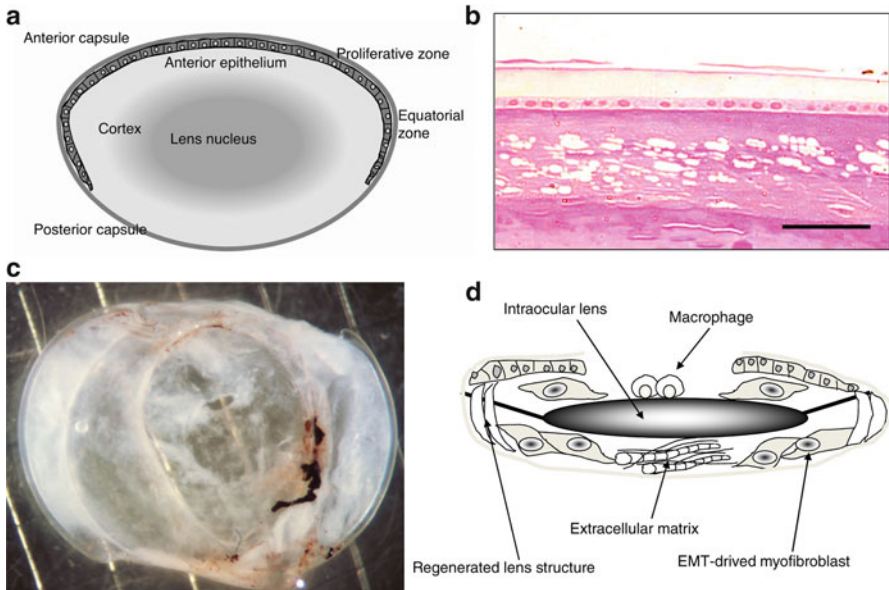 a
Anterior capsule
Proliferative zone
Anterior epithelium
Equatorial
zone
Cortex
Lens nucleus
Posterior capsule
b
c
d
Intraocular lens
Macrophage
Extracellular matrix
Regenerated lens structure
EMT-drived myofibroblast